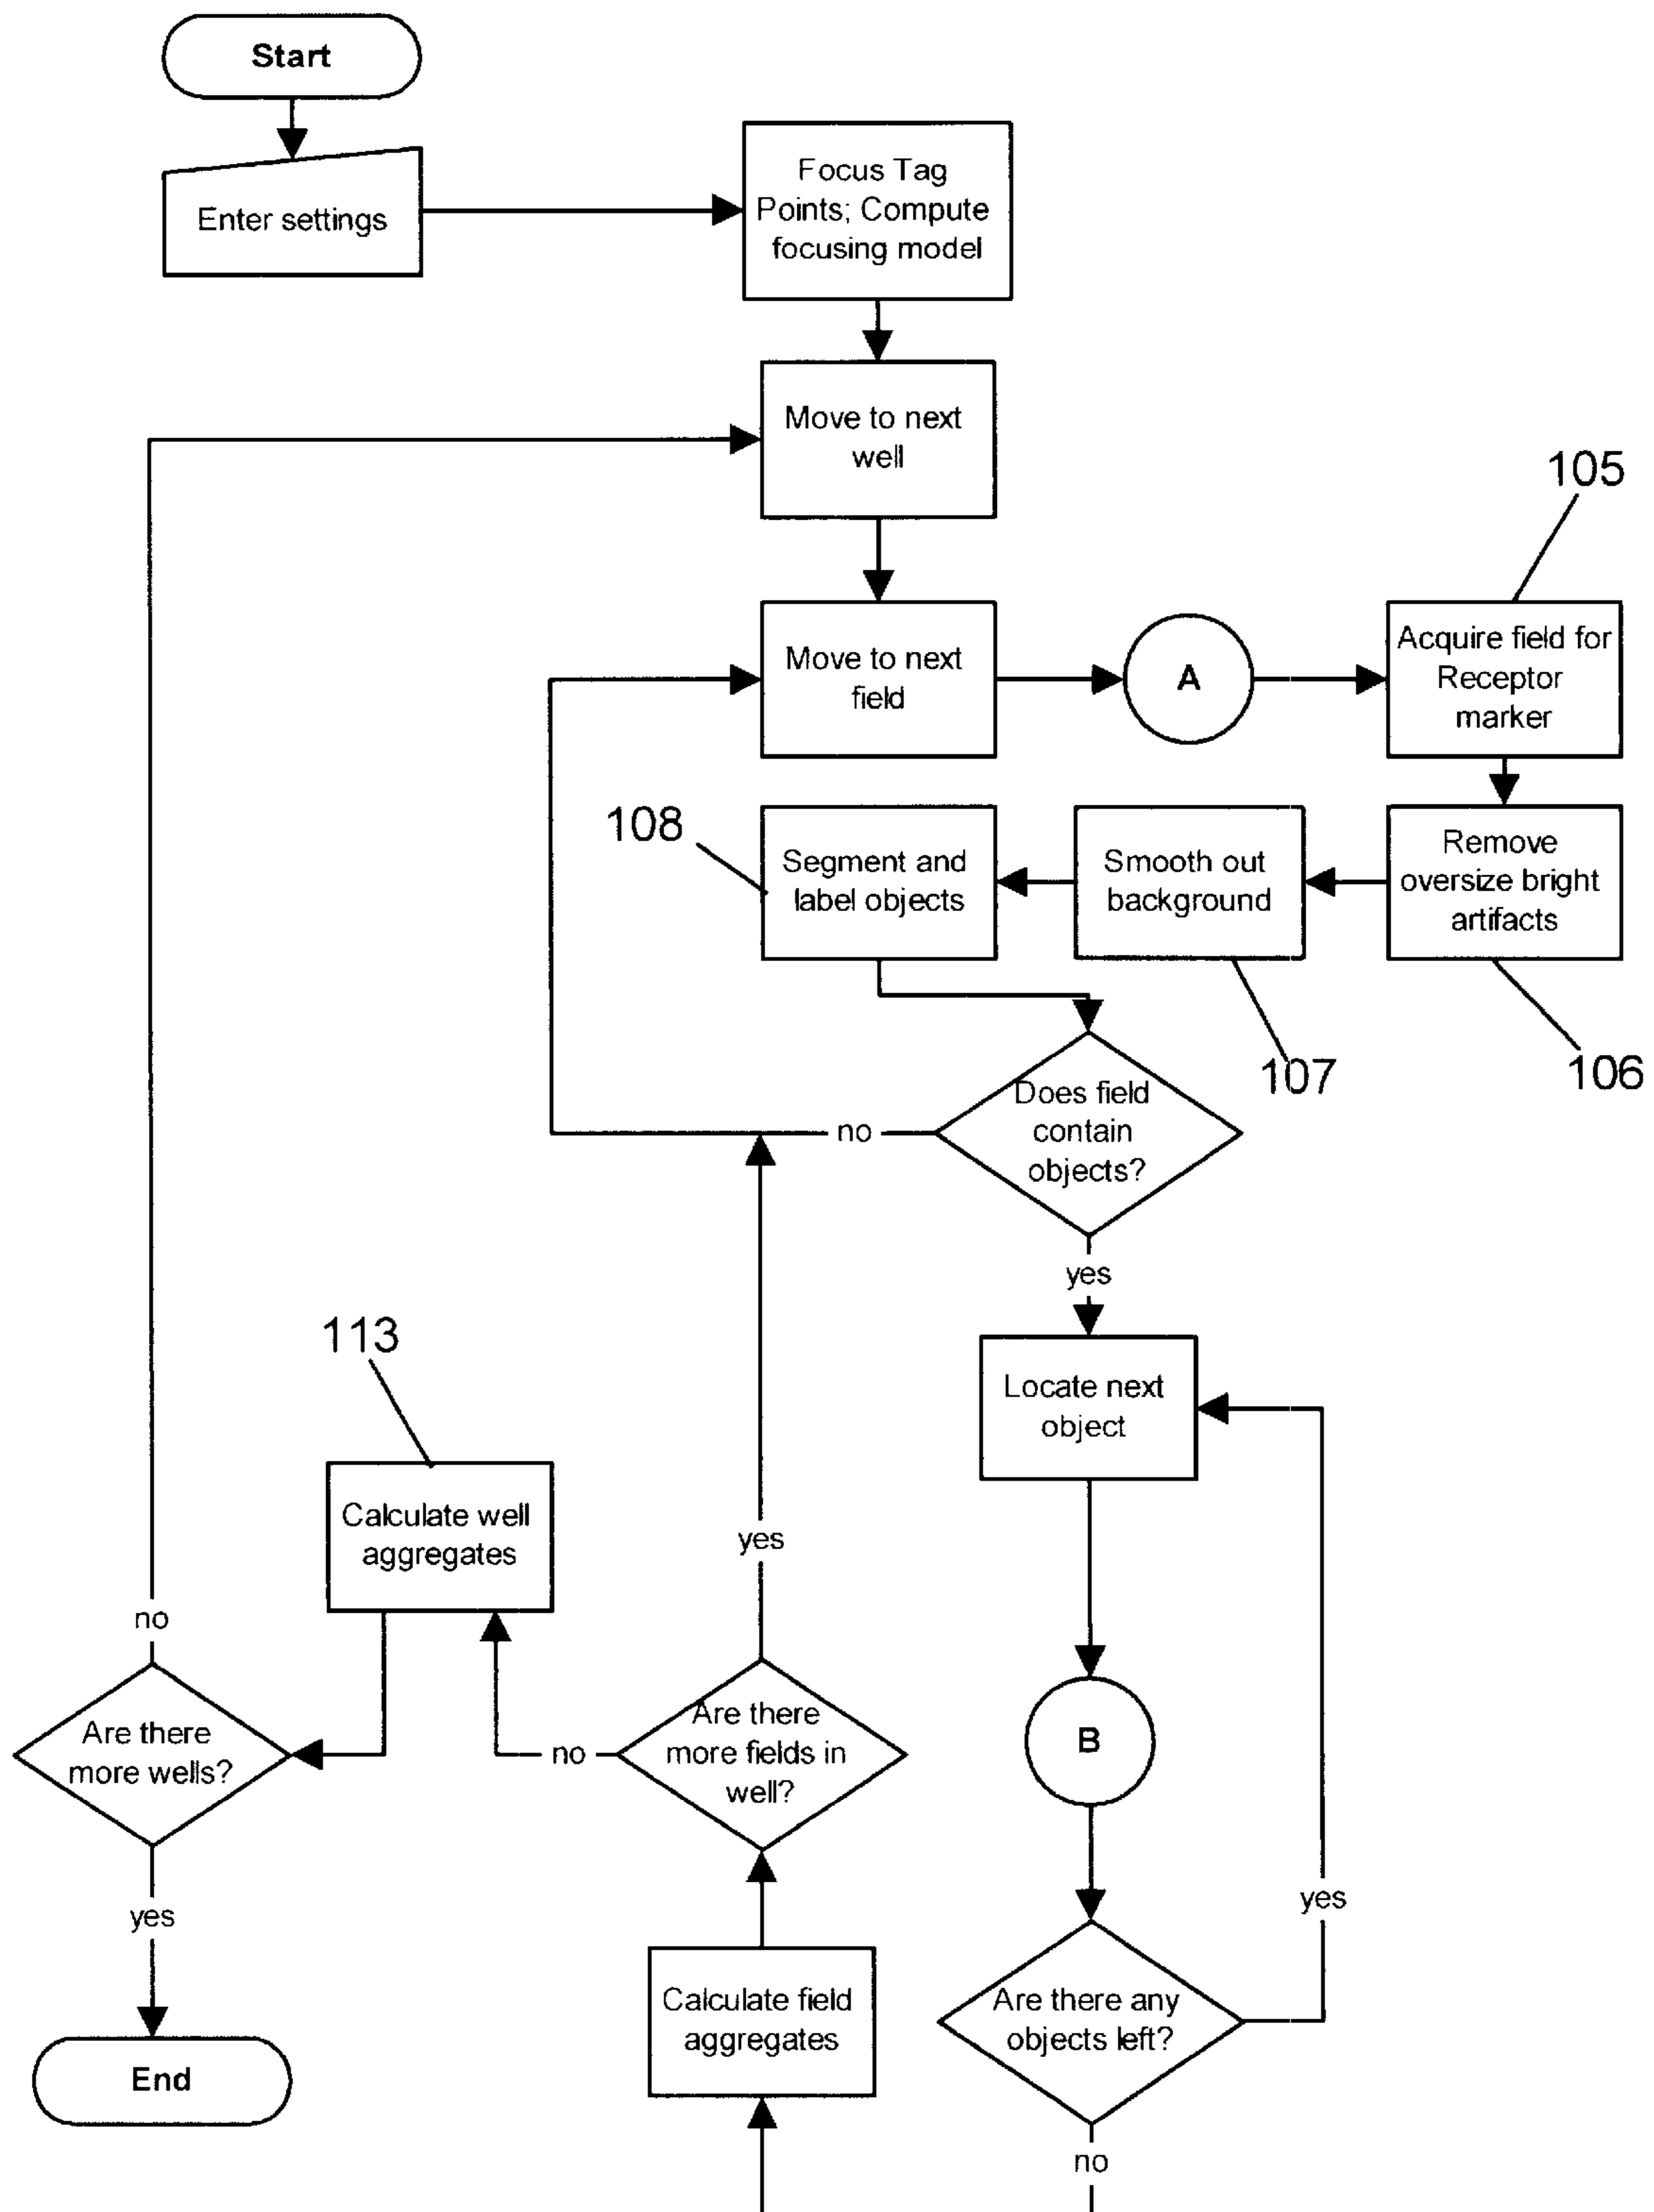 Start
Enter settings
Focus Tag
Points; Compute
focusing model
Move to next
well
105
Move to next
field
A
Acquire field for
Receptor
marker
108
Segment and
label objects
Smooth out
background
Remove
oversize bright
artifacts
107
106
Does field
contain
objects?
no
yes
113
Locate next
object
Calculate well
aggregates
yes
no
Are there
more wells?
no
Are there
more fields in
well?
B
yes
yes
Calculate field
aggregates
Are there any
objects left?
End
no